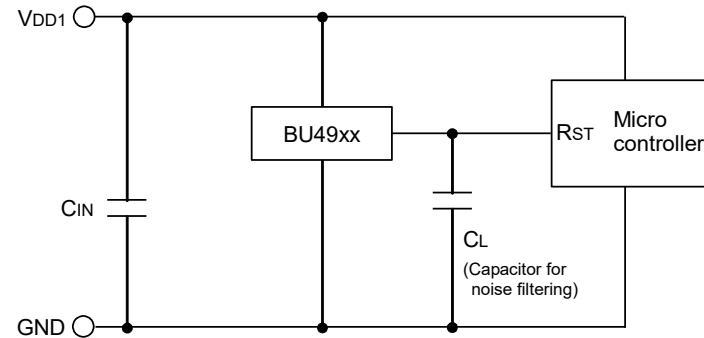 VDD1
BU49xx
RST
Micro
controller
CIN
CL
(Capacitor for
noise filtering)
GND